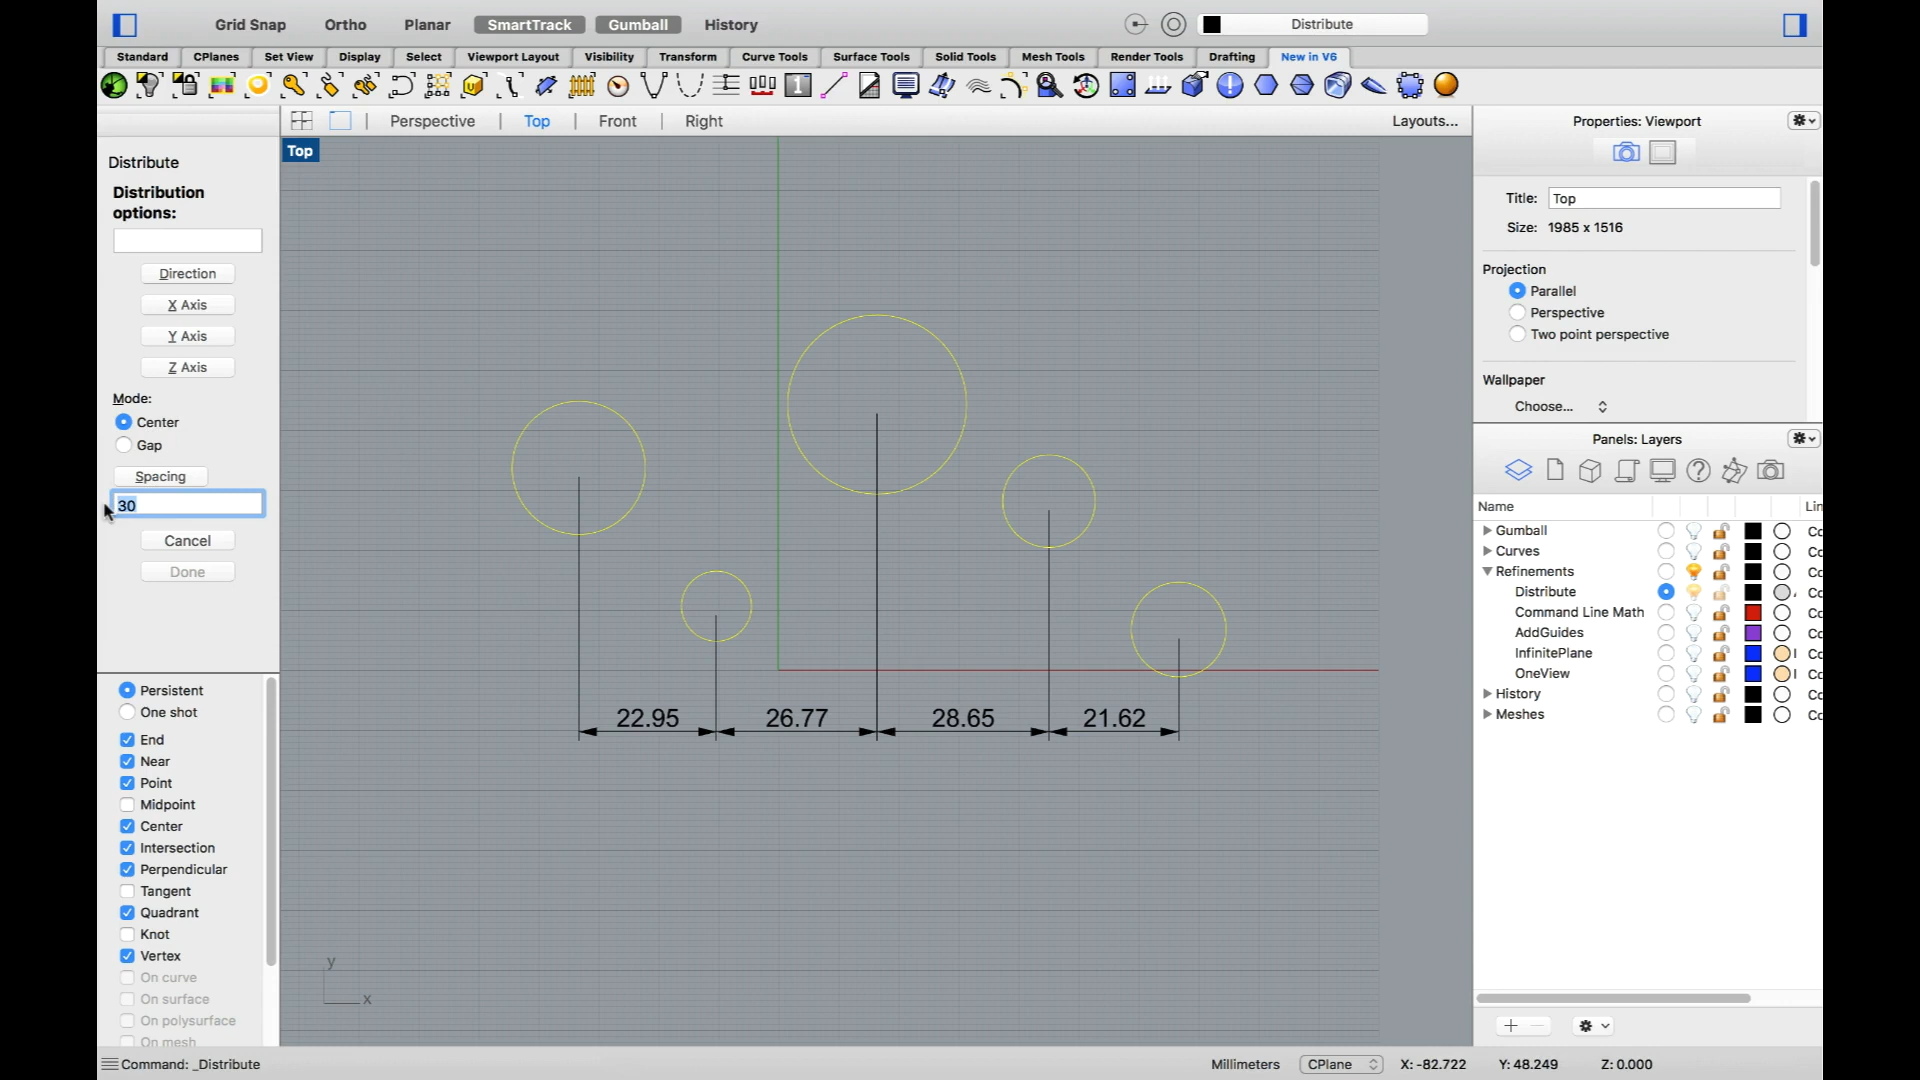 Grid Snap
Ortho
Planar
SmartTrack
Gumball
History
Distribute
Standard
CPlanes
Set View
Display
Select
Viewport Layout
Visibility
Transform
Curve Tools
Surface Tools
Solid Tools
Mesh Tools
Render Tools
Drafting
New in V6
Perspective
Top
Front
Right
Layouts...
Distribute
Distribution
options:
Direction
X Axis
Y Axis
Z Axis
Mode:
Center
Gap
Spacing
30
Cancel
Done
Persistent
One shot
End
Near
Point
Midpoint
Center
Intersection
Perpendicular
Tangent
Quadrant
Knot
Vertex
On curve
On surface
On polysurface
On mesh
Top
22.95
26.77
28.65
21.62
y
x
Properties: Viewport
Title: Top
Size: 1985 x 1516
Projection
Parallel
Perspective
Two point perspective
Wallpaper
Choose...
Panels: Layers
Name
Lin
Gumball
Curves
Refinements
Distribute
Command Line Math
AddGuides
InfinitePlane
OneView
History
Meshes
Command: _Distribute
Millimeters
CPlane
X: -82.722
Y: 48.249
Z: 0.000